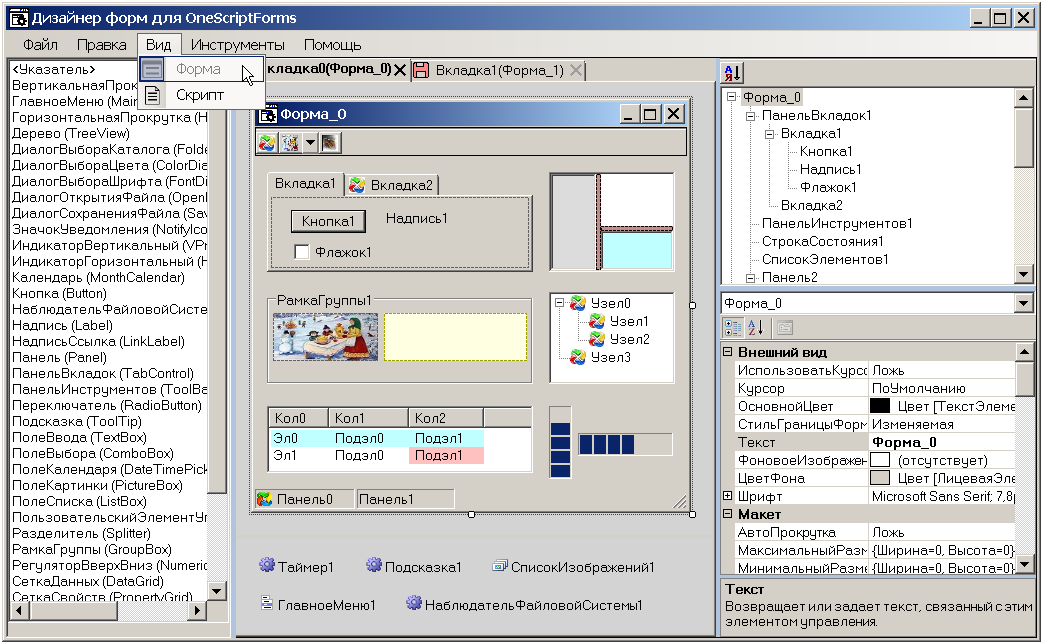 Дизайнер форм для OneScriptForms
Файл Правка Вид Инструменты Помощь
Форма
Скрипт
<Указатель>
ВертикальнаяПрок
ГлавноеМеню (Mai
ГоризонтальнаяПрокрутка (H
Дерево (TreeView)
ДиалогВыбораКаталога (Folde
ДиалогВыбораЦвета (ColorDia
ДиалогВыбораШрифта (FontDi
ДиалогОткрытияФайла (Openl
ДиалогСохраненияФайла (Sav
ЗначокУведомления (NotifyIco
ИндикаторВертикальный (VPr
ИндикаторГоризонтальный (H
Календарь (MonthCalendar)
Кнопка (Button)
НаблюдательФайловойСисте
Надпись (Label)
НадписьСсылка (LinkLabel)
Панель (Panel)
ПанельВкладок (TabControl)
ПанельИнструментов (ToolBa
Переключатель (RadioButton)
Подсказка (ToolTip)
ПолеВвода (TextBox)
ПолеВыбора (ComboBox)
ПолеКалендаря (DateTimePick
ПолеКартинки (PictureBox)
ПолеСписка (ListBox)
ПользовательскийЭлементУг
Разделитель (Splitter)
РамкаГруппы (GroupBox)
РегуляторВверхВниз (Numeric
СеткаДанных (DataGrid)
СеткаСвойств (PropertyGrid)
кладка0(Форма_0) Вкладка1(Форма_1)
Форма_0
Вкладка1 Вкладка2
Кнопка1 Надпись1
Флажок1
РамкаГруппы1
Узел0
Узел1
Узел2
Узел3
Кол0 Кол1 Кол2
Эл0 Подэл0 Подэл1
Эл1 Подэл0 Подэл1
Панель0 Панель1
Таймер1 Подсказка1 СписокИзображений1
ГлавноеМеню1 НаблюдательФайловойСистемы1
Форма_0
ПанельВкладок1
Вкладка1
Кнопка1
Надпись1
Флажок1
Вкладка2
ПанельИнструментов1
СтрокаСостояния1
СписокЭлементов1
Панель2
Форма_0
Внешний вид
ИспользоватьКурсо Ложь
Курсор ПоУмолчанию
ОсновнойЦвет Цвет [ТекстЭлеме
СтильГраницыФорм Изменяемая
Текст Форма_0
ФоновоеИзображен (отсутствует)
ЦветФона Цвет [ЛицеваяЭле
Шрифт Microsoft Sans Serif; 7,8p
Макет
АвтоПрокрутка Ложь
МаксимальныйРазм {Ширина=0, Высота=0}
МинимальныйРазме {Ширина=0, Высота=0}
Текст
Возвращает или задает текст, связанный с этим
элементом управления.